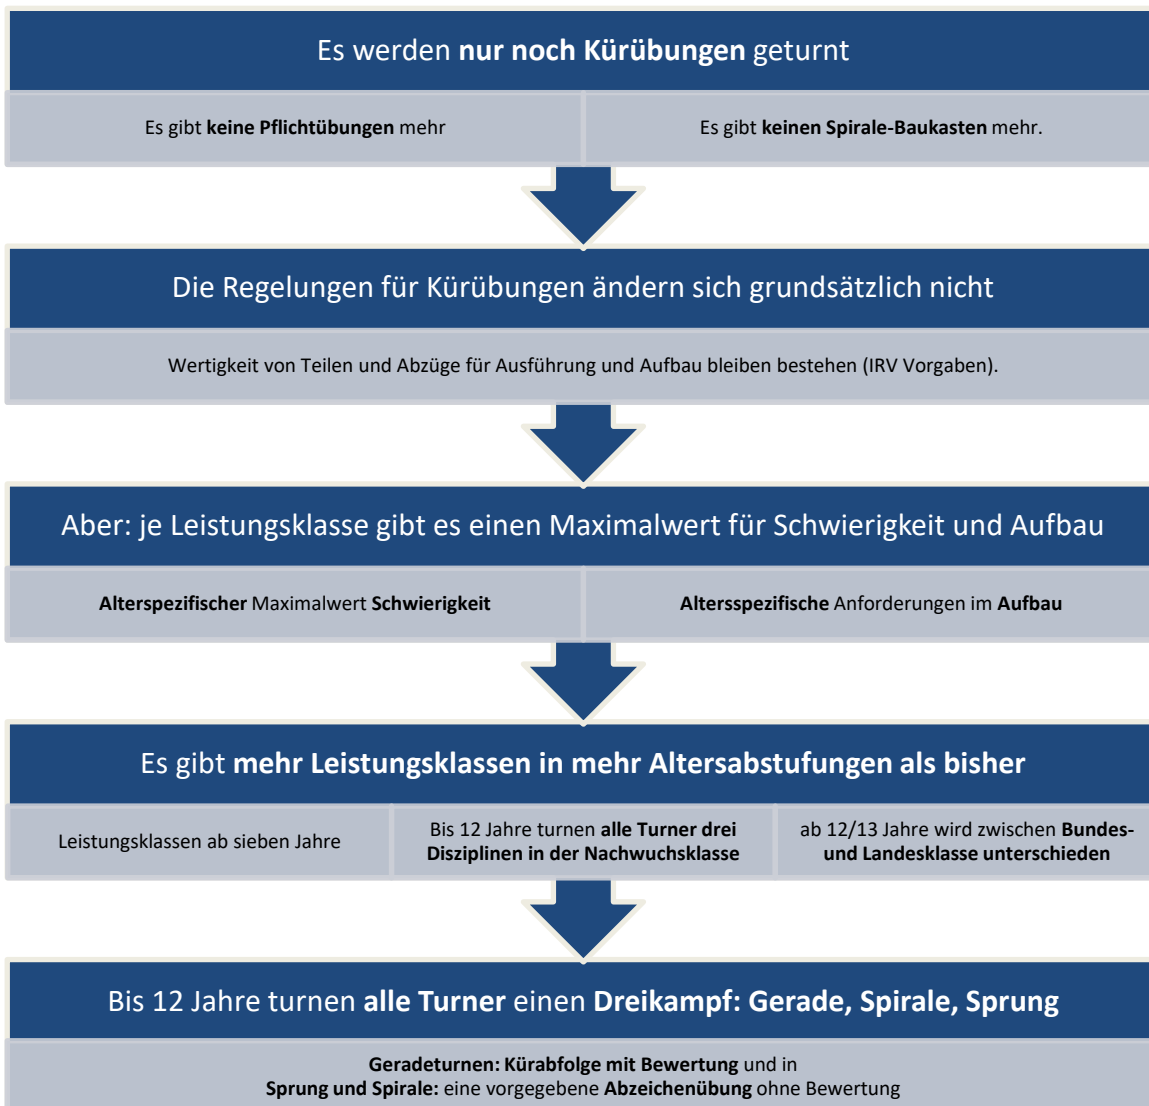 Es werden nur noch Kürübungen geturnt
Es gibt keine Pflichtübungen mehr
Es gibt keinen Spirale-Baukasten mehr.
Die Regelungen für Kürübungen ändern sich grundsätzlich nicht
Wertigkeit von Teilen und Abzüge für Ausführung und Aufbau bleiben bestehen (IRV Vorgaben).
Aber: je Leistungsklasse gibt es einen Maximalwert für Schwierigkeit und Aufbau
Alterspezifischer Maximalwert Schwierigkeit
Altersspezifische Anforderungen im Aufbau
Es gibt mehr Leistungsklassen in mehr Altersabstufungen als bisher
Leistungsklassen ab sieben Jahre
Bis 12 Jahre turnen alle Turner drei
Disziplinen in der Nachwuchsklasse
ab 12/13 Jahre wird zwischen Bundes-
und Landesklasse unterschieden
Bis 12 Jahre turnen alle Turner einen Dreikampf: Gerade, Spirale, Sprung
Geradeturnen: Kürabfolge mit Bewertung und in
Sprung und Spirale: eine vorgegebene Abzeichenübung ohne Bewertung